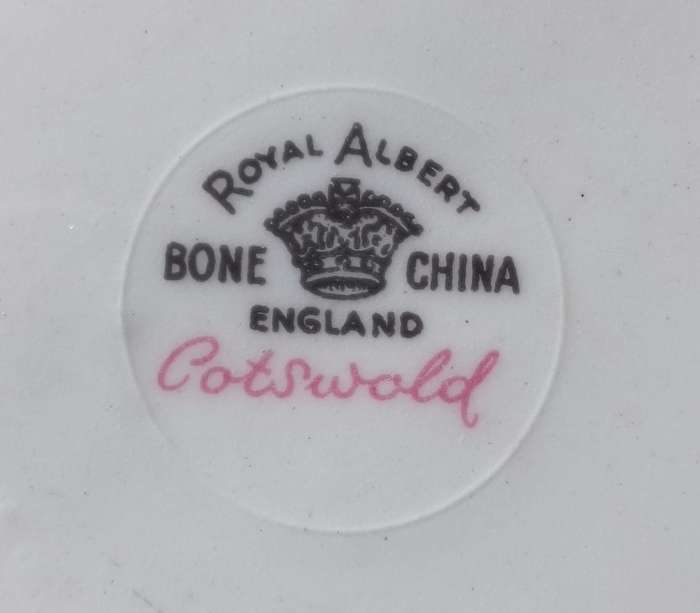 ROYAL ALBERT
BONE CHINA
ENGLAND
Cotswold